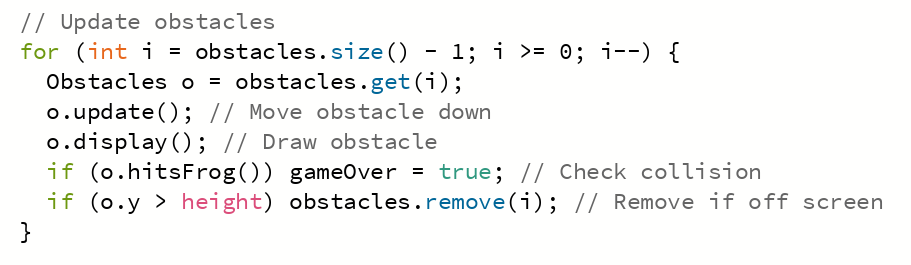 // Update obstacles
for (int i = obstacles.size() - 1; i >= 0; i--) {
  Obstacles o = obstacles.get(i);
  o.update(); // Move obstacle down
  o.display(); // Draw obstacle
  if (o.hitsFrog()) gameOver = true; // Check collision
  if (o.y > height) obstacles.remove(i); // Remove if off screen
}